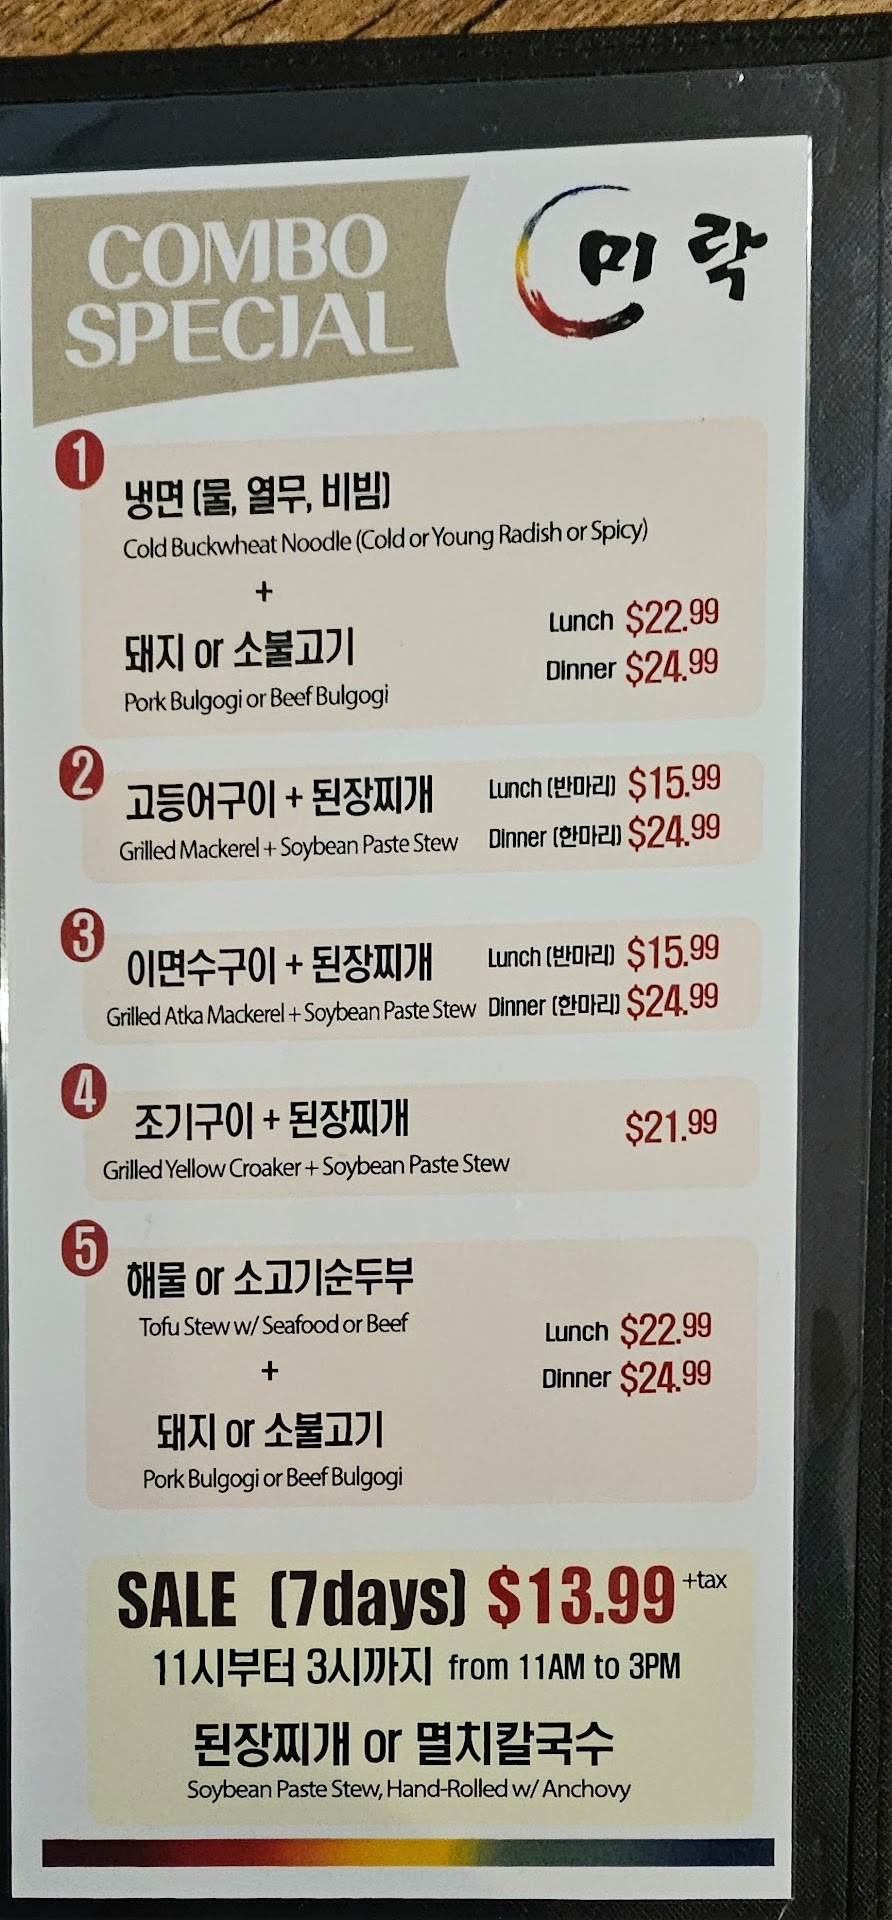 COMBO
SPECIAL
미락
1
냉면 (물, 열무, 비빔)
Cold Buckwheat Noodle (Cold or Young Radish or Spicy)
+
돼지 or 소불고기
Pork Bulgogi or Beef Bulgogi
Lunch $22.99
Dinner $24.99
2
고등어구이 + 된장찌개
Grilled Mackerel + Soybean Paste Stew
Lunch (반마리) $15.99
Dinner (한마리) $24.99
3
이면수구이 + 된장찌개
Grilled Atka Mackerel + Soybean Paste Stew
Lunch (반마리) $15.99
Dinner (한마리) $24.99
4
조기구이 + 된장찌개
Grilled Yellow Croaker + Soybean Paste Stew
$21.99
5
해물 or 소고기순두부
Tofu Stew w/ Seafood or Beef
+
돼지 or 소불고기
Pork Bulgogi or Beef Bulgogi
Lunch $22.99
Dinner $24.99
SALE (7days) $13.99 +tax
11시부터 3시까지 from 11AM to 3PM
된장찌개 or 멸치칼국수
Soybean Paste Stew, Hand-Rolled w/ Anchovy